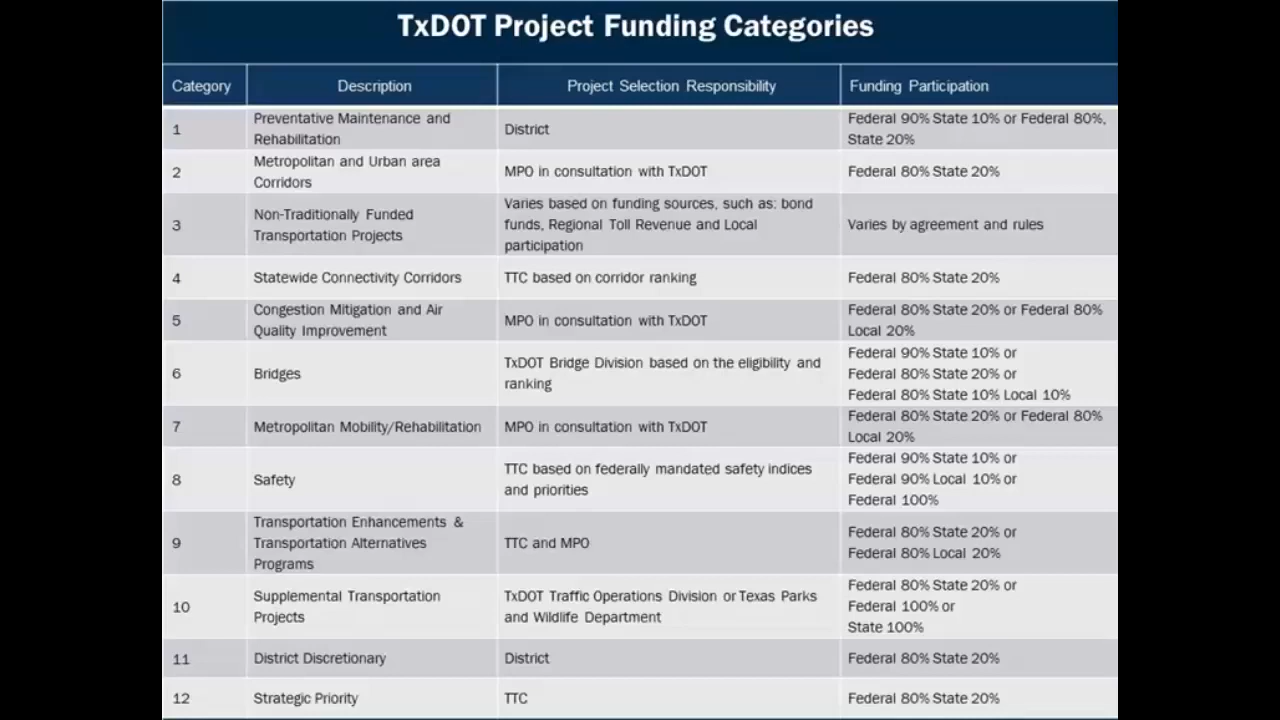 TxDOT Project Funding Categories
Category Description Project Selection Responsibility Funding Participation
1
Preventative Maintenance and
Rehabilitation
District
Federal 90% State 10% or Federal 80%,
State 20%
2
Metropolitan and Urban area
Corridors
MPO in consultation with TxDOT
Federal 80% State 20%
3
Non-Traditionally Funded
Transportation Projects
Varies based on funding sources, such as: bond
funds, Regional Toll Revenue and Local
participation
Varies by agreement and rules
4
Statewide Connectivity Corridors
TTC based on corridor ranking
Federal 80% State 20%
5
Congestion Mitigation and Air
Quality Improvement
MPO in consultation with TxDOT
Federal 80% State 20% or Federal 80%
Local 20%
6
Bridges
TxDOT Bridge Division based on the eligibility and
ranking
Federal 90% State 10% or
Federal 80% State 20% or
Federal 80% State 10% Local 10%
7
Metropolitan Mobility/Rehabilitation
MPO in consultation with TxDOT
Federal 80% State 20% or Federal 80%
Local 20%
8
Safety
TTC based on federally mandated safety indices
and priorities
Federal 90% State 10% or
Federal 90% Local 10% or
Federal 100%
9
Transportation Enhancements &
Transportation Alternatives
Programs
TTC and MPO
Federal 80% State 20% or
Federal 80% Local 20%
10
Supplemental Transportation
Projects
TxDOT Traffic Operations Division or Texas Parks
and Wildlife Department
Federal 80% State 20% or
Federal 100% or
State 100%
11
District Discretionary
District
Federal 80% State 20%
12
Strategic Priority
TTC
Federal 80% State 20%